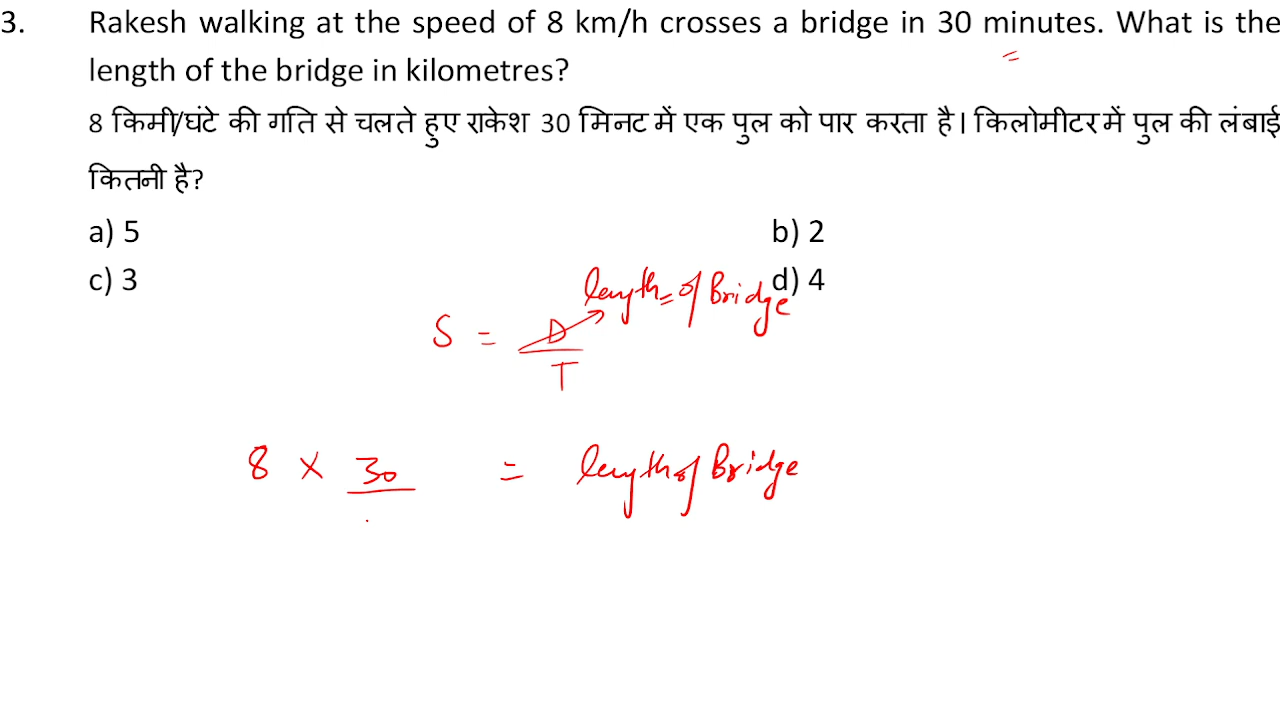 3. Rakesh walking at the speed of 8 km/h crosses a bridge in 30 minutes. What is the
length of the bridge in kilometres?
8 किमी/घंटे की गति से चलते हुए राकेश 30 मिनट में एक पुल को पार करता है। किलोमीटर में पुल की लंबाई
कितनी है?
a) 5 b) 2
c) 3 d) 4
length of Bridge
S = D
T
8 × 30 = length of Bridge